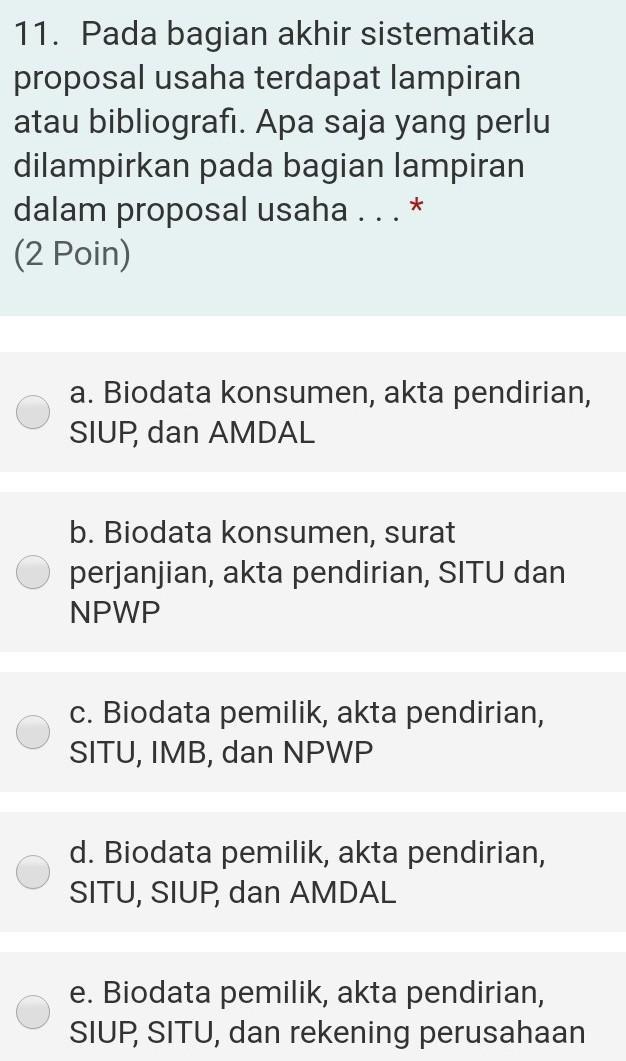 11. Pada bagian akhir sistematika
proposal usaha terdapat lampiran
atau bibliografi. Apa saja yang perlu
dilampirkan pada bagian lampiran
dalam proposal usaha . . . *
(2 Poin)
a. Biodata konsumen, akta pendirian,
SIUP, dan AMDAL
b. Biodata konsumen, surat
perjanjian, akta pendirian, SITU dan
NPWP
c. Biodata pemilik, akta pendirian,
SITU, IMB, dan NPWP
d. Biodata pemilik, akta pendirian,
SITU, SIUP, dan AMDAL
e. Biodata pemilik, akta pendirian,
SIUP, SITU, dan rekening perusahaan